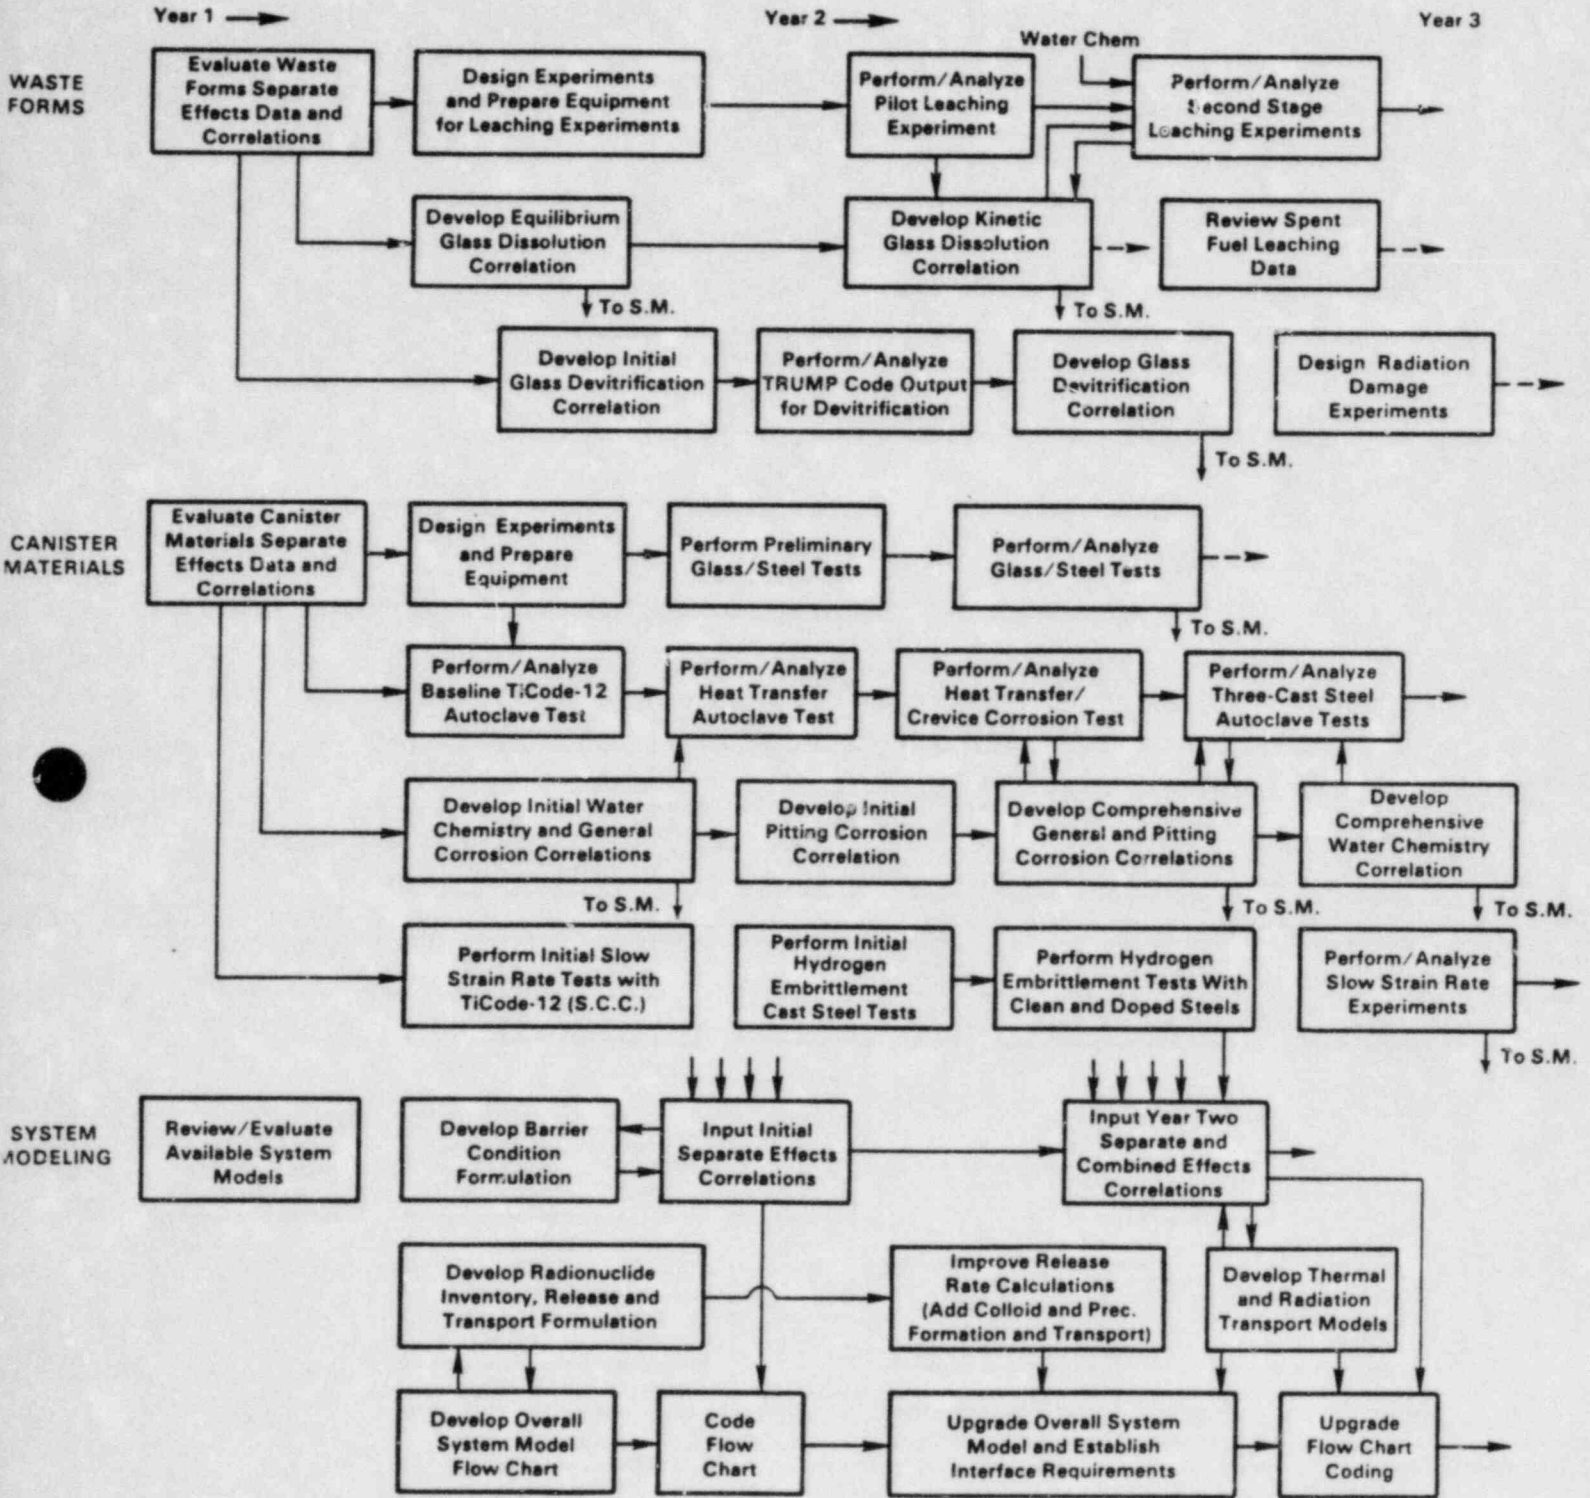 Year 1
Year 2
Year 3
Water Chem
WASTE
FORMS
Evaluate Waste
Forms Separate
Effects Data and
Correlations
Design Experiments
and Prepare Equipment
for Leaching Experiments
Perform/Analyze
Pilot Leaching
Experiment
Perform/Analyze
Second Stage
Leaching Experiments
Develop Equilibrium
Glass Dissolution
Correlation
Develop Kinetic
Glass Dissolution
Correlation
Review Spent
Fuel Leaching
Data
To S.M.
To S.M.
Develop Initial
Glass Devitrification
Correlation
Perform/Analyze
TRUMP Code Output
for Devitrification
Develop Glass
Devitrification
Correlation
Design Radiation
Damage
Experiments
To S.M.
CANISTER
MATERIALS
Evaluate Canister
Materials Separate
Effects Data and
Correlations
Design Experiments
and Prepare
Equipment
Perform Preliminary
Glass/Steel Tests
Perform/Analyze
Glass/Steel Tests
To S.M.
Perform/Analyze
Baseline TiCode-12
Autoclave Test
Perform/Analyze
Heat Transfer
Autoclave Test
Perform/Analyze
Heat Transfer/
Crevice Corrosion Test
Perform/Analyze
Three-Cast Steel
Autoclave Tests
Develop Initial Water
Chemistry and General
Corrosion Correlations
Develop Initial
Pitting Corrosion
Correlation
Develop Comprehensive
General and Pitting
Corrosion Correlations
Develop
Comprehensive
Water Chemistry
Correlation
To S.M.
To S.M.
To S.M.
Perform Initial Slow
Strain Rate Tests with
TiCode-12 (S.C.C.)
Perform Initial
Hydrogen
Embrittlement
Cast Steel Tests
Perform Hydrogen
Embrittlement Tests With
Clean and Doped Steels
Perform/Analyze
Slow Strain Rate
Experiments
To S.M.
SYSTEM
MODELING
Review/Evaluate
Available System
Models
Develop Barrier
Condition
Formulation
Input Initial
Separate Effects
Correlations
Input Year Two
Separate and
Combined Effects
Correlations
Develop Radionuclide
Inventory, Release and
Transport Formulation
Improve Release
Rate Calculations
(Add Colloid and Prec.
Formation and Transport)
Develop Thermal
and Radiation
Transport Models
Develop Overall
System Model
Flow Chart
Code
Flow
Chart
Upgrade Overall System
Model and Establish
Interface Requirements
Upgrade
Flow Chart
Coding